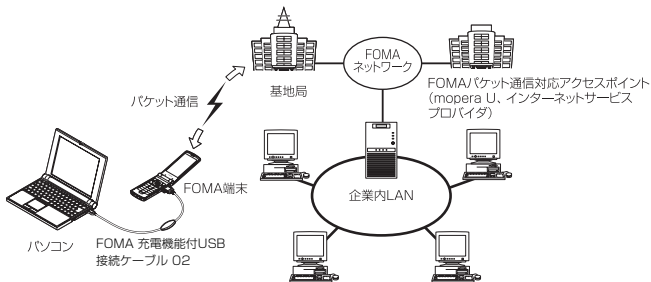 FOMA
ネットワーク
基地局
FOMAパケット通信対応アクセスポイント
(mopera U、インターネットサービス
プロバイダ)
パケット通信
FOMA端末
企業内LAN
パソコン
FOMA 充電機能付USB
接続ケーブル 02